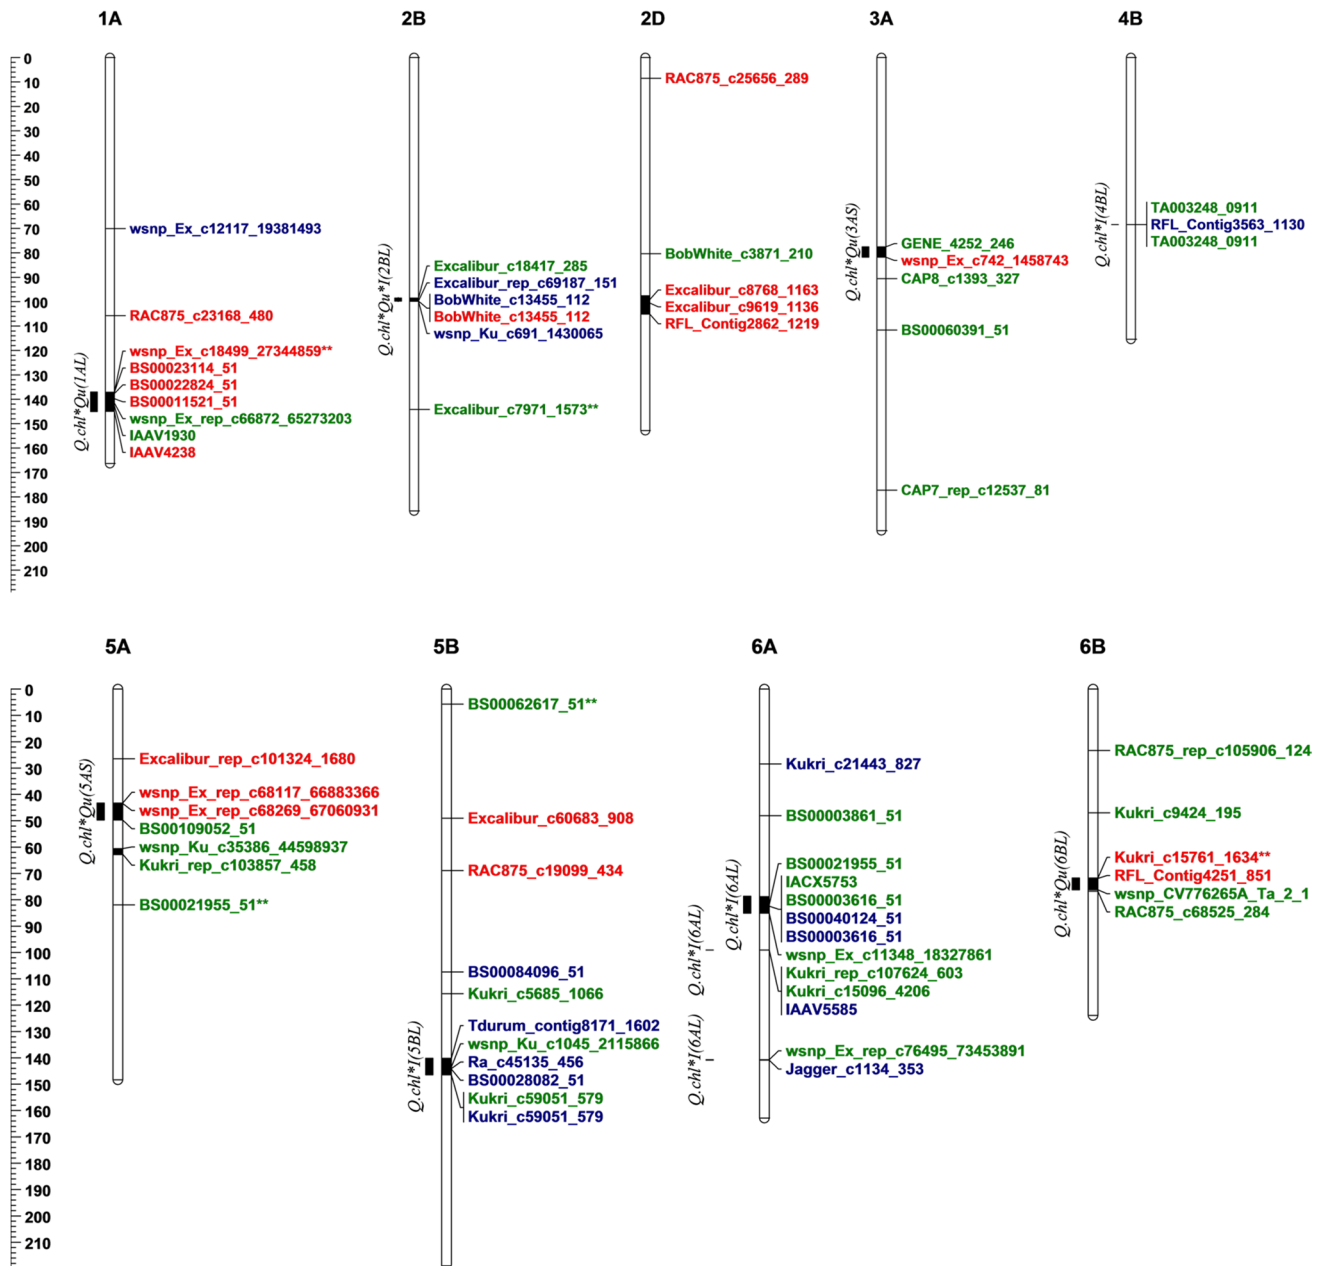 1A
2B
2D
3A
4B
0
10
20
30
40
50
60
70
80
90
100
110
120
130
140
150
160
170
180
190
200
210
Q.chl*Qu(1AL)
wsnp_Ex_c12117_19381493
RAC875_c23168_480
wsnp_Ex_c18499_27344859**
BS00023114_51
BS00022824_51
BS00011521_51
wsnp_Ex_rep_c66872_65273203
IAAV1930
IAAV4238
Q.chl*Qu*I(2BL)
Excalibur_c18417_285
Excalibur_rep_c69187_151
BobWhite_c13455_112
BobWhite_c13455_112
wsnp_Ku_c691_1430065
Excalibur_c7971_1573**
RAC875_c25656_289
BobWhite_c3871_210
Excalibur_c8768_1163
Excalibur_c9619_1136
RFL_Contig2862_1219
Q.chl*Qu(3AS)
GENE_4252_246
wsnp_Ex_c742_1458743
CAP8_c1393_327
BS00060391_51
CAP7_rep_c12537_81
Q.chl*I(4BL)
TA003248_0911
RFL_Contig3563_1130
TA003248_0911
5A
5B
6A
6B
0
10
20
30
40
50
60
70
80
90
100
110
120
130
140
150
160
170
180
190
200
210
Q.chl*Qu(5AS)
Excalibur_rep_c101324_1680
wsnp_Ex_rep_c68117_66883366
wsnp_Ex_rep_c68269_67060931
BS00109052_51
wsnp_Ku_c35386_44598937
Kukri_rep_c103857_458
BS00021955_51**
Q.chl*I(5BL)
BS00062617_51**
Excalibur_c60683_908
RAC875_c19099_434
BS00084096_51
Kukri_c5685_1066
Tdurum_contig8171_1602
wsnp_Ku_c1045_2115866
Ra_c45135_456
BS00028082_51
Kukri_c59051_579
Kukri_c59051_579
Q.chl*I(6AL)
Q.chl*I(6AL)
Q.chl*I(6AL)
Kukri_c21443_827
BS00003861_51
BS00021955_51
IACX5753
BS00003616_51
BS00040124_51
BS00003616_51
wsnp_Ex_c11348_18327861
Kukri_rep_c107624_603
Kukri_c15096_4206
IAAV5585
wsnp_Ex_rep_c76495_73453891
Jagger_c1134_353
Q.chl*Qu(6BL)
RAC875_rep_c105906_124
Kukri_c9424_195
Kukri_c15761_1634**
RFL_Contig4251_851
wsnp_CV776265A_Ta_2_1
RAC875_c68525_284